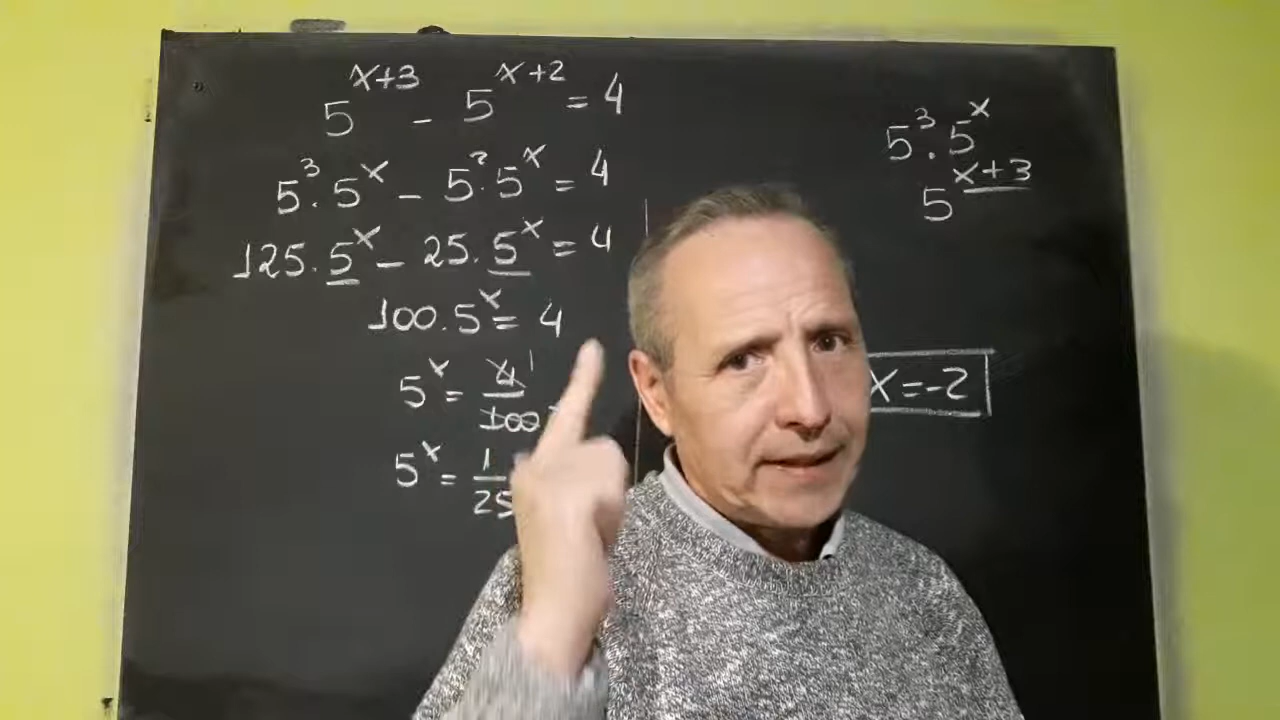 5^{x+3} - 5^{x+2} = 4
5^3 . 5^x - 5^2 . 5^x = 4
125 . 5^x - 25 . 5^x = 4
100 . 5^x = 4
5^x = 4/100 1
5^x = 1/25
5^3 . 5^x
5^{x+3}
x = -2